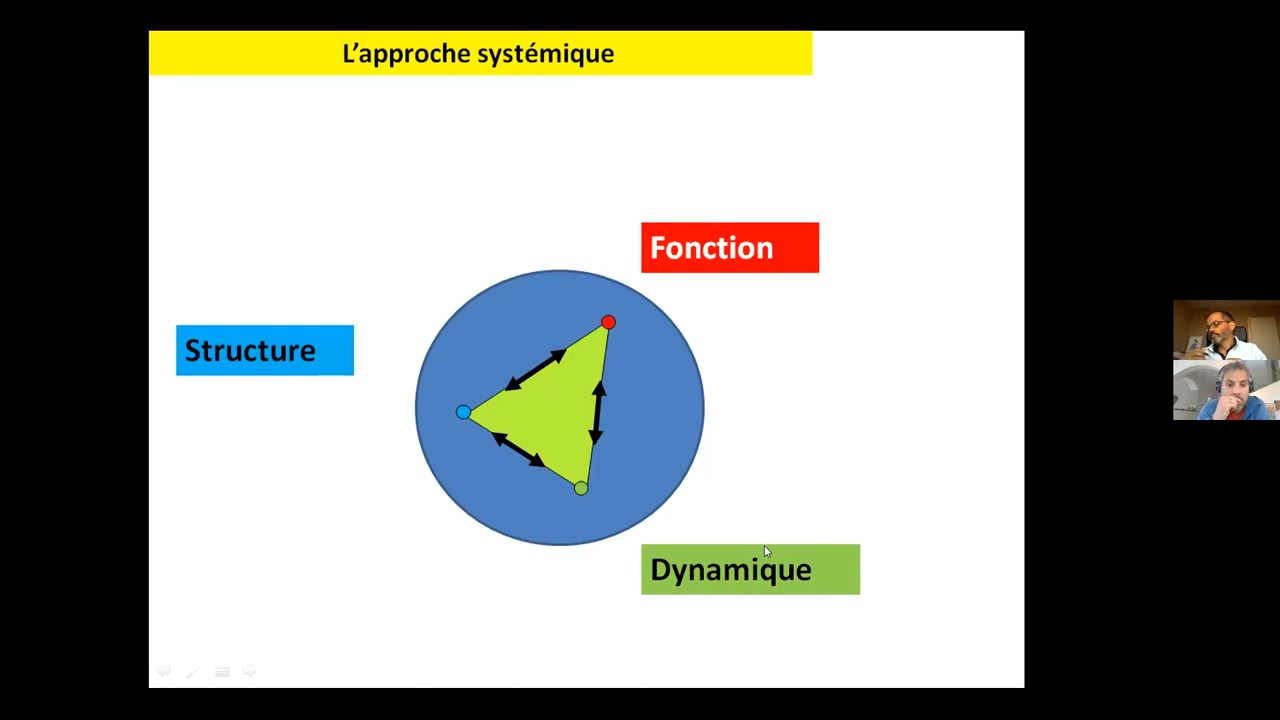 L’approche systémique
Fonction
Structure
Dynamique